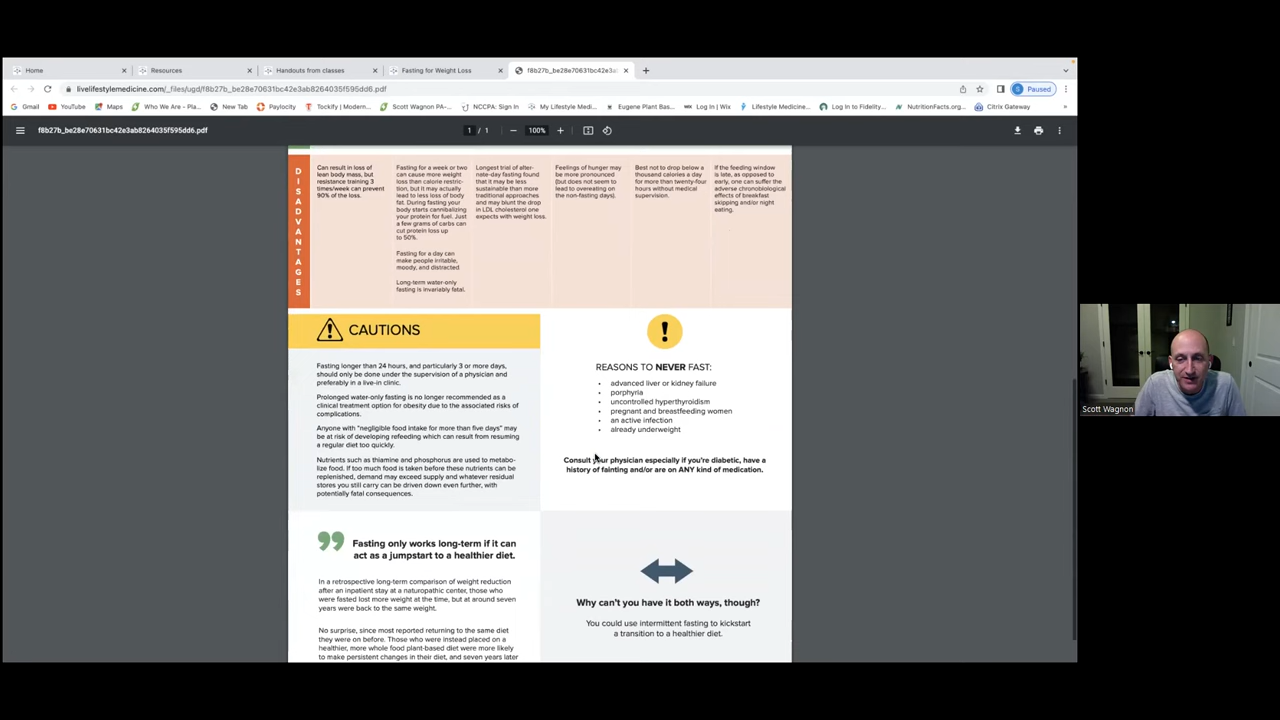 Home
Resources
Handouts from classes
Fasting for Weight Loss
f8b27b_be28e70631bc42e3a
livelifestylemedicine.com/_files/ugd/f8b27b_be28e70631bc42e3ab8264035f595dd6.pdf
Paused
Gmail
YouTube
Maps
Who We Are – Pla...
New Tab
Paylocity
Tockify | Modern...
Scott Wagnon PA-...
NCCPA: Sign In
My Lifestyle Medi...
Eugene Plant Bas...
Log In | Wix
Lifestyle Medicine...
Log In to Fidelity...
NutritionFacts.org...
Citrix Gateway
»
f8b27b_be28e70631bc42e3ab8264035f595dd6.pdf
1 / 1
100%
DISADVANTAGES
Can result in loss of
lean body mass, but
resistance training 3
times/week can prevent
90% of the loss.
Fasting for a week or two
can cause more weight
loss than calorie restric-
tion, but it may actually
lead to less loss of body
fat. During fasting your
body starts cannibalizing
your protein for fuel. Just
a few grams of carbs can
cut protein loss up
to 50%.
Fasting for a day can
make people irritable,
moody, and distracted
Long-term water-only
fasting is invariably fatal.
Longest trial of alter-
nate-day fasting found
that it may be less
sustainable than more
traditional approaches
and may blunt the drop
in LDL cholesterol one
expects with weight loss.
Feelings of hunger may
be more pronounced
(but does not seem to
lead to overeating on
the non-fasting days).
Best not to drop below a
thousand calories a day
for more than twenty-four
hours without medical
supervision.
If the feeding window
is late, as opposed to
early, one can suffer the
adverse chronobiological
effects of breakfast
skipping and/or night
eating.
CAUTIONS
Fasting longer than 24 hours, and particularly 3 or more days,
should only be done under the supervision of a physician and
preferably in a live-in clinic.
Prolonged water-only fasting is no longer recommended as a
clinical treatment option for obesity due to the associated risks of
complications.
Anyone with "negligible food intake for more than five days" may
be at risk of developing refeeding which can result from resuming
a regular diet too quickly.
Nutrients such as thiamine and phosphorus are used to metabo-
lize food. If too much food is taken before these nutrients can be
replenished, demand may exceed supply and whatever residual
stores you still carry can be driven down even further, with
potentially fatal consequences.
REASONS TO NEVER FAST:
• advanced liver or kidney failure
• porphyria
• uncontrolled hyperthyroidism
• pregnant and breastfeeding women
• an active infection
• already underweight
Consult your physician especially if you're diabetic, have a
history of fainting and/or are on ANY kind of medication.
Fasting only works long-term if it can
act as a jumpstart to a healthier diet.
In a retrospective long-term comparison of weight reduction
after an inpatient stay at a naturopathic center, those who
were fasted lost more weight at the time, but at around seven
years were back to the same weight.
No surprise, since most reported returning to the same diet
they were on before. Those who were instead placed on a
healthier, more whole food plant-based diet were more likely
to make persistent changes in their diet, and seven years later
Why can't you have it both ways, though?
You could use intermittent fasting to kickstart
a transition to a healthier diet.
Scott Wagnon